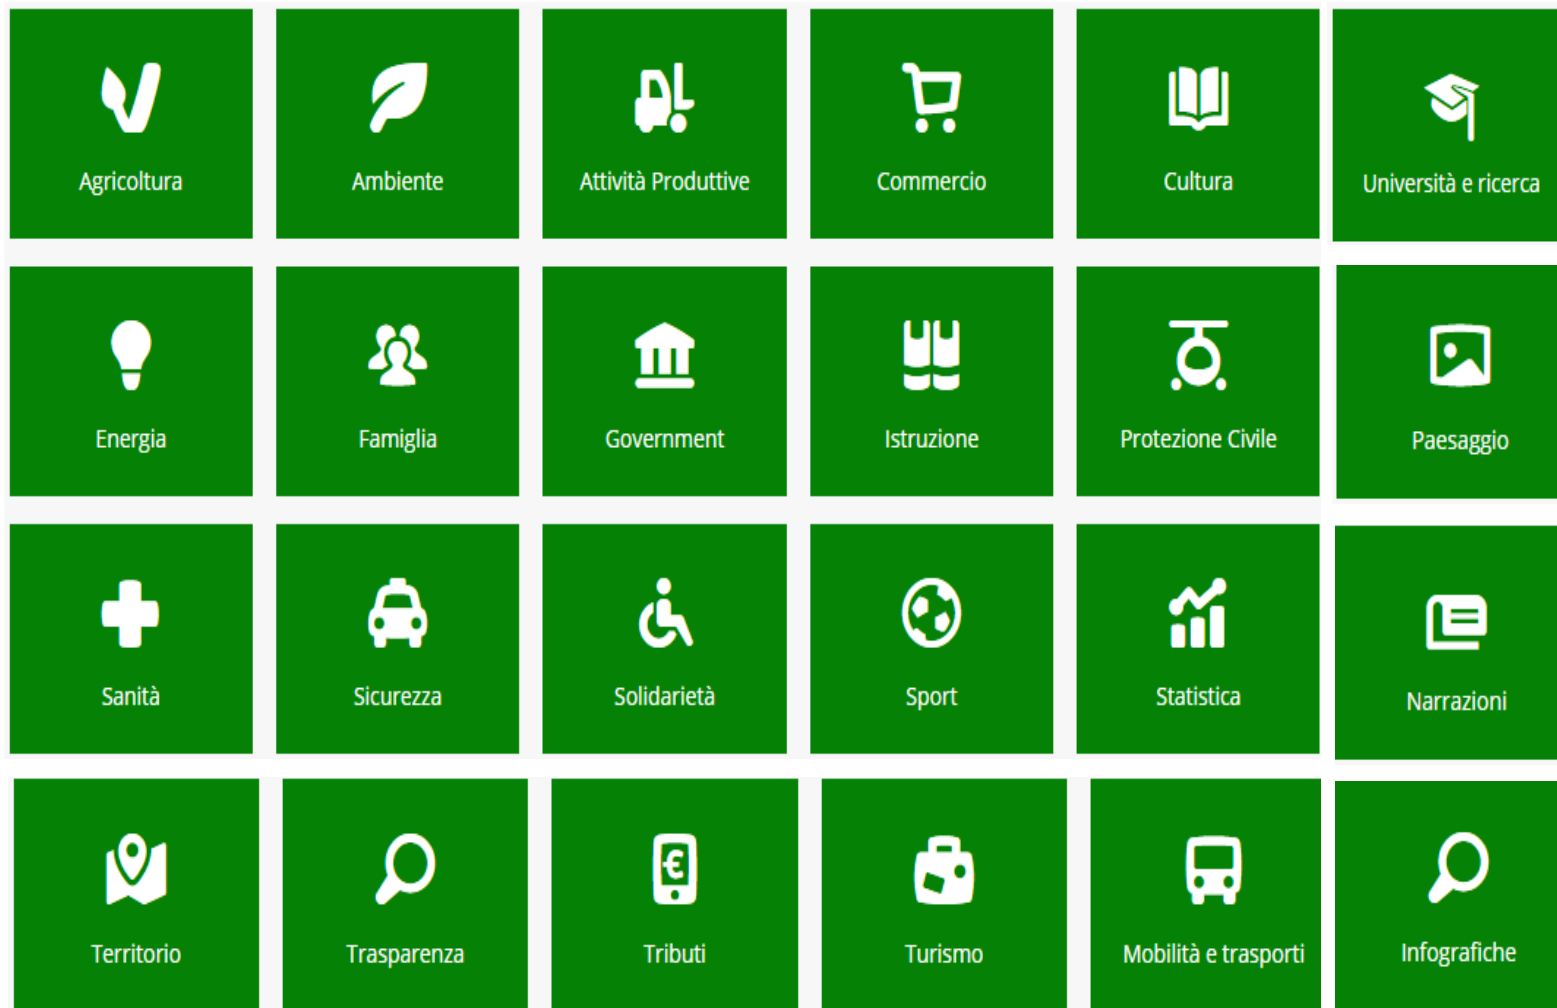 Agricoltura
Ambiente
Attività Produttive
Commercio
Cultura
Università e ricerca
Energia
Famiglia
Government
Istruzione
Protezione Civile
Paesaggio
Sanità
Sicurezza
Solidarietà
Sport
Statistica
Narrazioni
Territorio
Trasparenza
€
Tributi
Turismo
Mobilità e trasporti
Infografiche